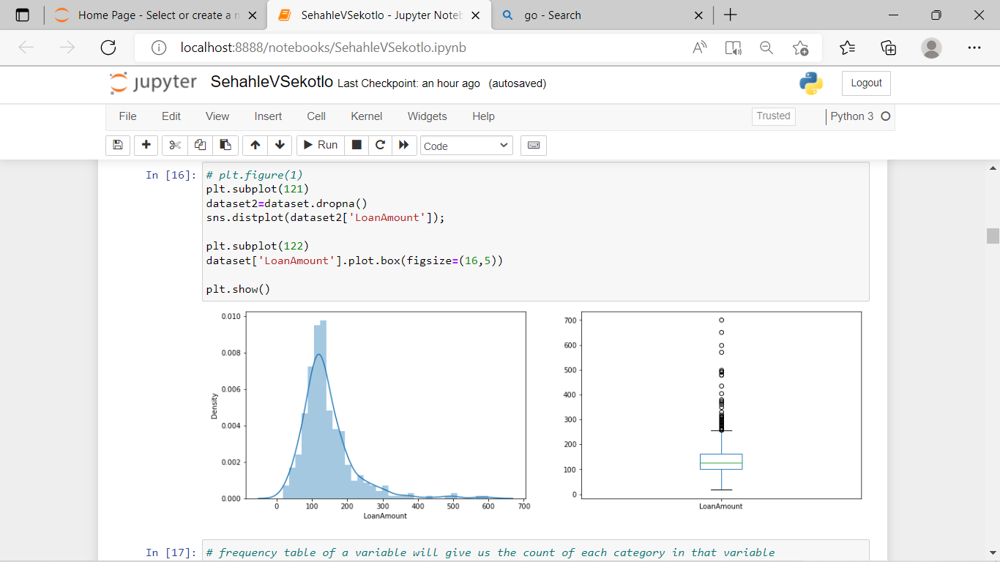 Home Page - Select or create a n
SehahleVSekotlo - Jupyter Noteb
go - Search
localhost:8888/notebooks/SehahleVSekotlo.ipynb
jupyter SehahleVSekotlo Last Checkpoint: an hour ago (autosaved)
Logout
File Edit View Insert Cell Kernel Widgets Help
Trusted
Python 3
Run
Code
In [16]:
# plt.figure(1)
plt.subplot(121)
dataset2=dataset.dropna()
sns.distplot(dataset2['LoanAmount']);
plt.subplot(122)
dataset['LoanAmount'].plot.box(figsize=(16,5))
plt.show()
0.010
0.008
0.006
0.004
0.002
0.000
Density
0 100 200 300 400 500 600 700
LoanAmount
700
600
500
400
300
200
100
0
LoanAmount
In [17]:
# frequency table of a variable will give us the count of each category in that variable